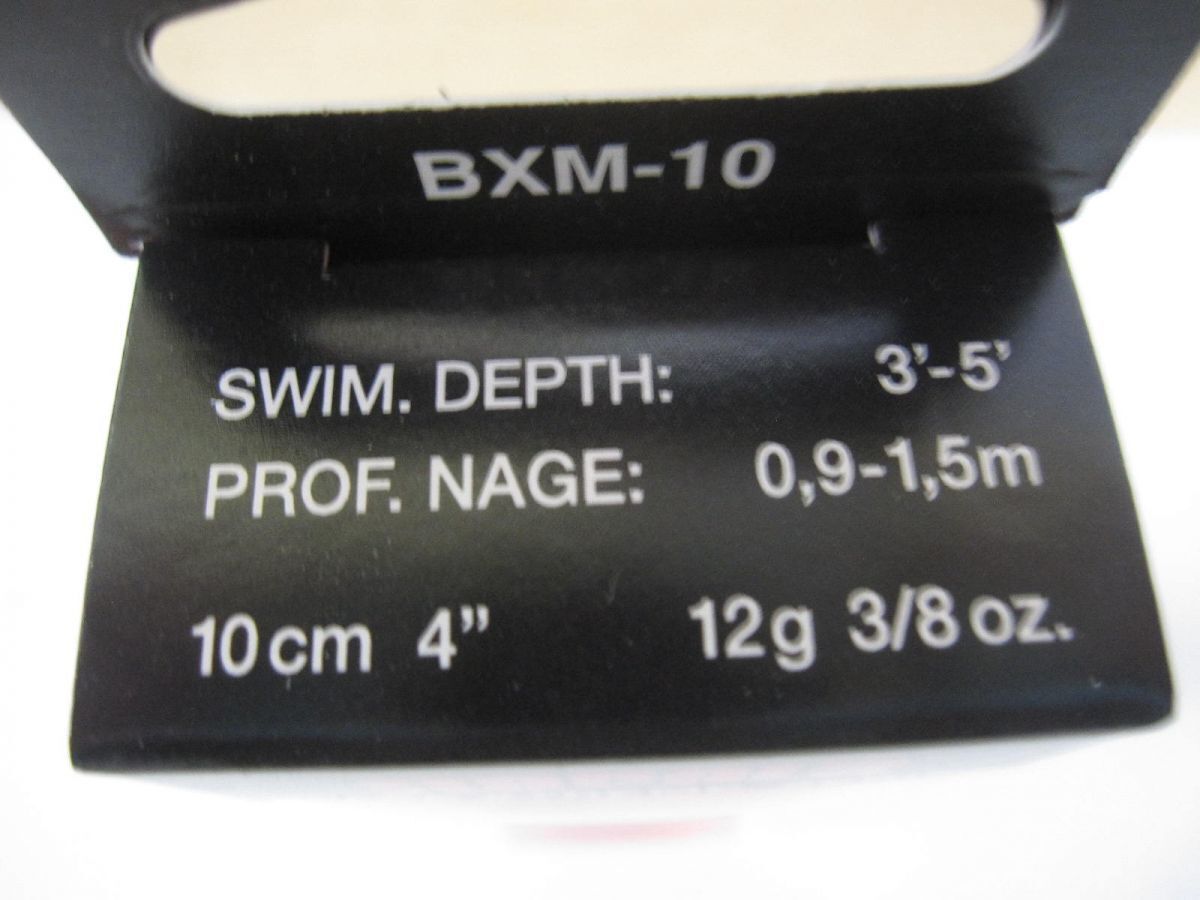 BXM-10
SWIM. DEPTH: 3'-5'
PROF. NAGE: 0,9-1,5m
10cm 4” 12g 3/8 oz.